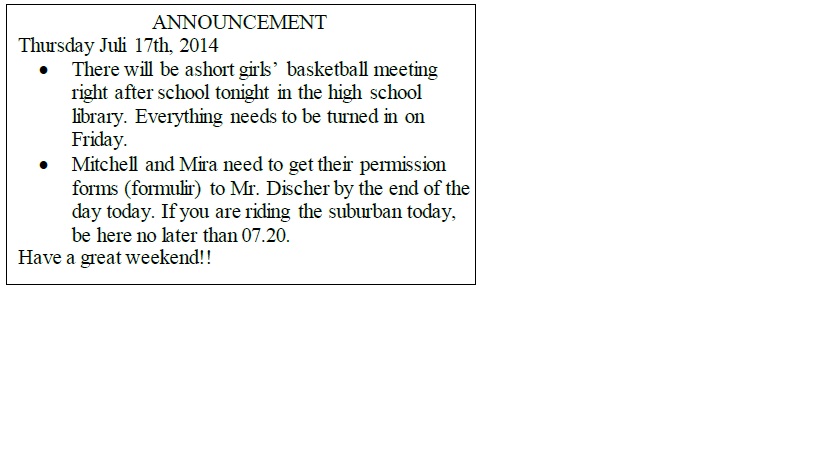 ANNOUNCEMENT
Thursday Juli 17th, 2014
• There will be ashort girls’ basketball meeting
right after school tonight in the high school
library. Everything needs to be turned in on
Friday.
• Mitchell and Mira need to get their permission
forms (formulir) to Mr. Discher by the end of the
day today. If you are riding the suburban today,
be here no later than 07.20.
Have a great weekend!!